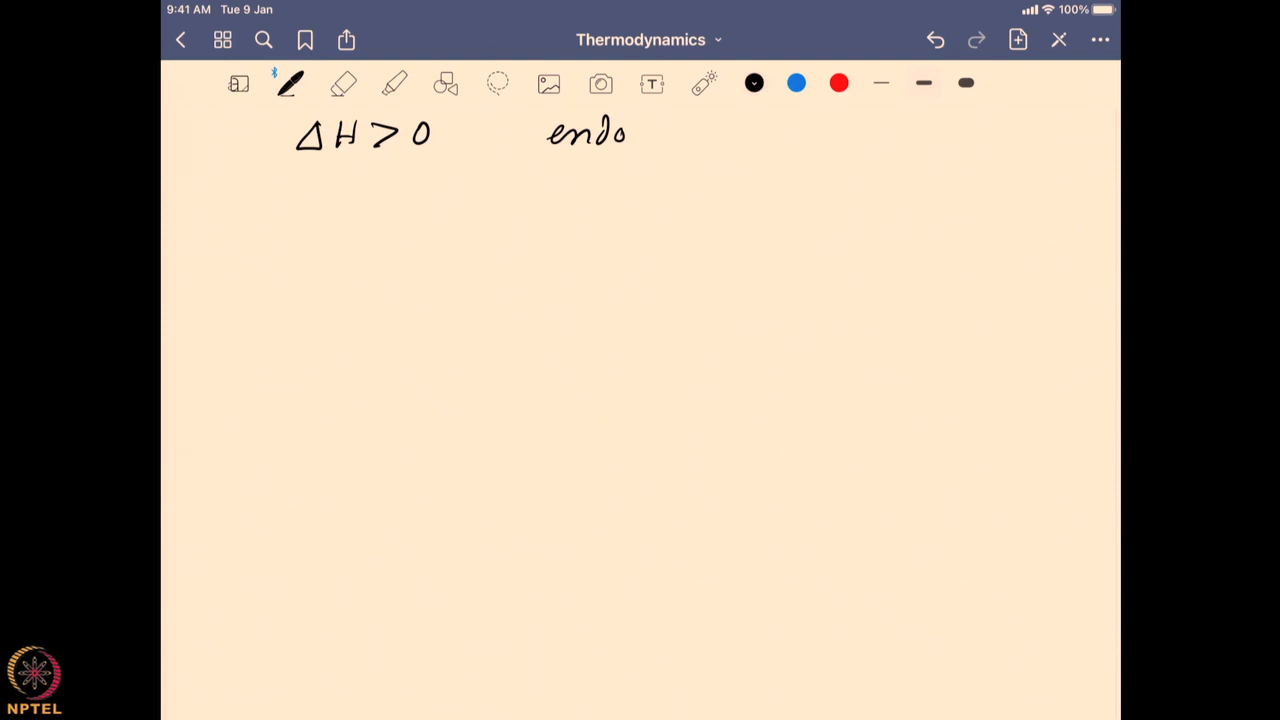 9:41 AM Tue 9 Jan 100%
Thermodynamics
T
ΔH > 0 endo
NPTEL